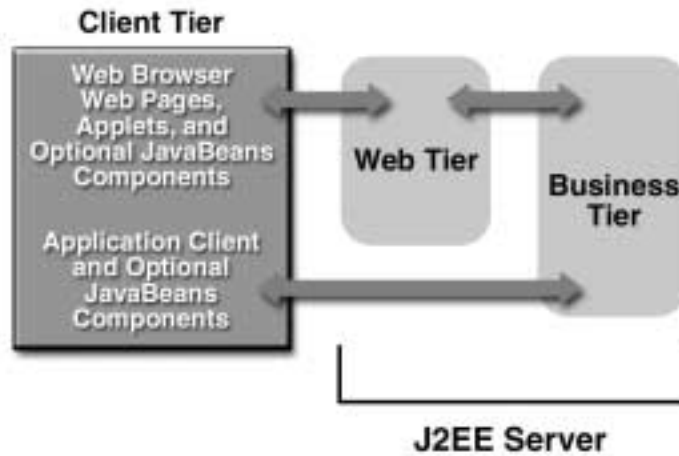 Client Tier
Web Browser
Web Pages,
Applets, and
Optional JavaBeans
Components
Application Client
and Optional
JavaBeans
Components
Web Tier
Business
Tier
J2EE Server